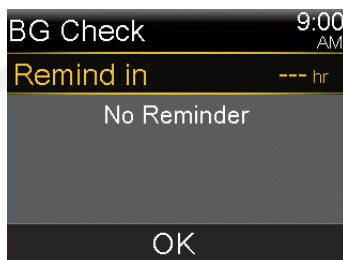 BG Check 9:00 AM
Remind in --- hr
No Reminder
OK